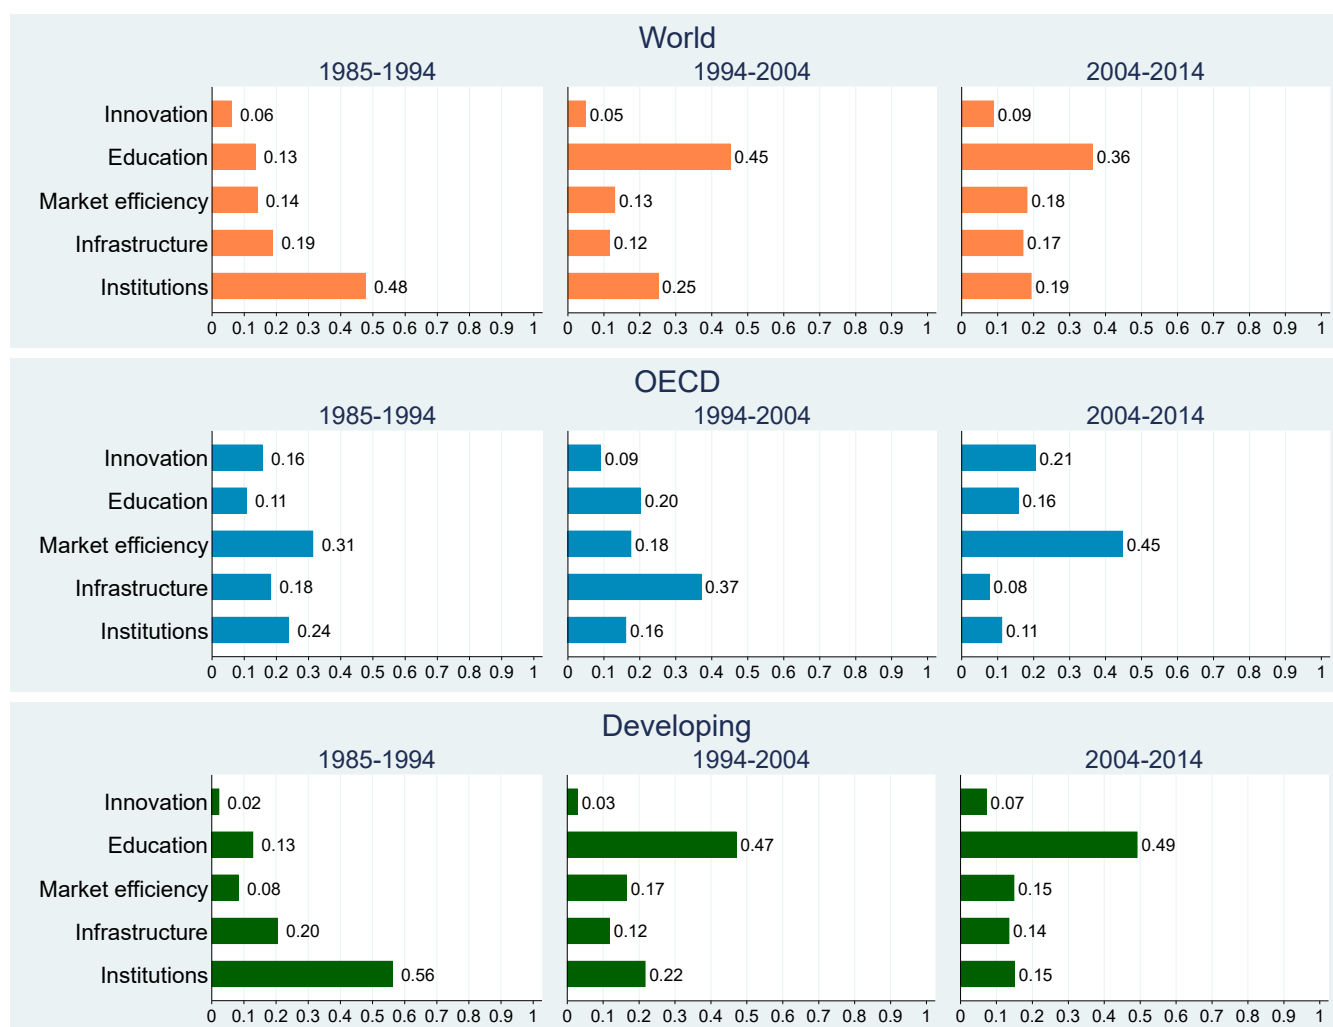 World
1985-1994 1994-2004 2004-2014
Innovation 0.06 0.05 0.09
Education 0.13 0.45 0.36
Market efficiency 0.14 0.13 0.18
Infrastructure 0.19 0.12 0.17
Institutions 0.48 0.25 0.19
0 0.1 0.2 0.3 0.4 0.5 0.6 0.7 0.8 0.9 1 0 0.1 0.2 0.3 0.4 0.5 0.6 0.7 0.8 0.9 1 0 0.1 0.2 0.3 0.4 0.5 0.6 0.7 0.8 0.9 1
OECD
1985-1994 1994-2004 2004-2014
Innovation 0.16 0.09 0.21
Education 0.11 0.20 0.16
Market efficiency 0.31 0.18 0.45
Infrastructure 0.18 0.37 0.08
Institutions 0.24 0.16 0.11
0 0.1 0.2 0.3 0.4 0.5 0.6 0.7 0.8 0.9 1 0 0.1 0.2 0.3 0.4 0.5 0.6 0.7 0.8 0.9 1 0 0.1 0.2 0.3 0.4 0.5 0.6 0.7 0.8 0.9 1
Developing
1985-1994 1994-2004 2004-2014
Innovation 0.02 0.03 0.07
Education 0.13 0.47 0.49
Market efficiency 0.08 0.17 0.15
Infrastructure 0.20 0.12 0.14
Institutions 0.56 0.22 0.15
0 0.1 0.2 0.3 0.4 0.5 0.6 0.7 0.8 0.9 1 0 0.1 0.2 0.3 0.4 0.5 0.6 0.7 0.8 0.9 1 0 0.1 0.2 0.3 0.4 0.5 0.6 0.7 0.8 0.9 1